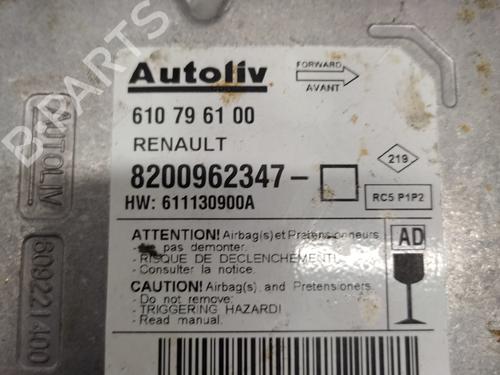 Autoliv
FORWARD
AVANT
610 79 61 00
RENAULT
8200962347-
219
HW: 611130900A
RC5 P1P2
ATTENTION! Airbag(s) et Pretensionneurs
pas demonter.
- RISQUE DE DECLENCHEMENT
- Consulter la notice.
AD
CAUTION! Airbag(s). and Pretensioners
- Do not remove:
- TRIGGERING HAZARD!
- Read manual.
AUTOLIV
609221400
B-PARTS